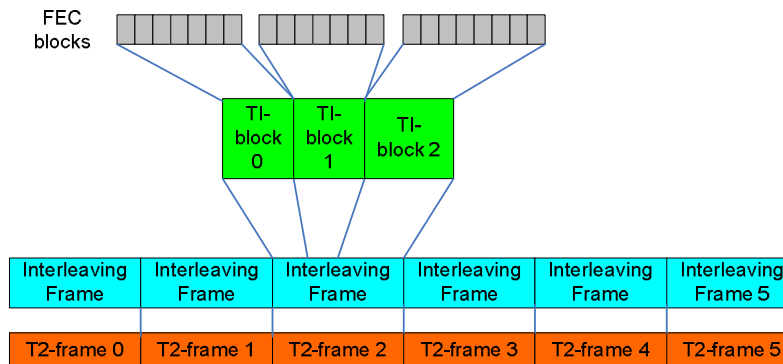 FEC
blocks
TI-
block
0
TI-
block
1
TI-
block 2
Interleaving
Frame
Interleaving
Frame
Interleaving
Frame
Interleaving
Frame
Interleaving
Frame
Interleaving
Frame 5
T2-frame 0
T2-frame 1
T2-frame 2
T2-frame 3
T2-frame 4
T2-frame 5